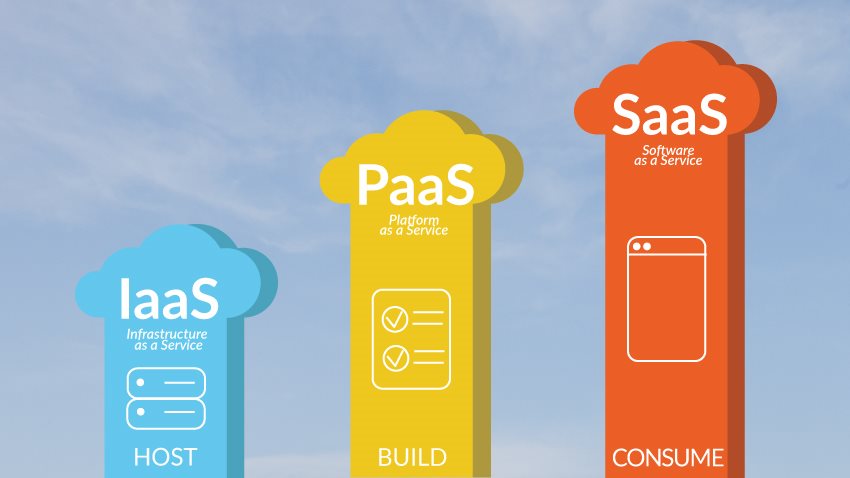 IaaS
Infrastructure
as a Service
HOST
PaaS
Platform
as a Service
BUILD
SaaS
Software
as a Service
CONSUME